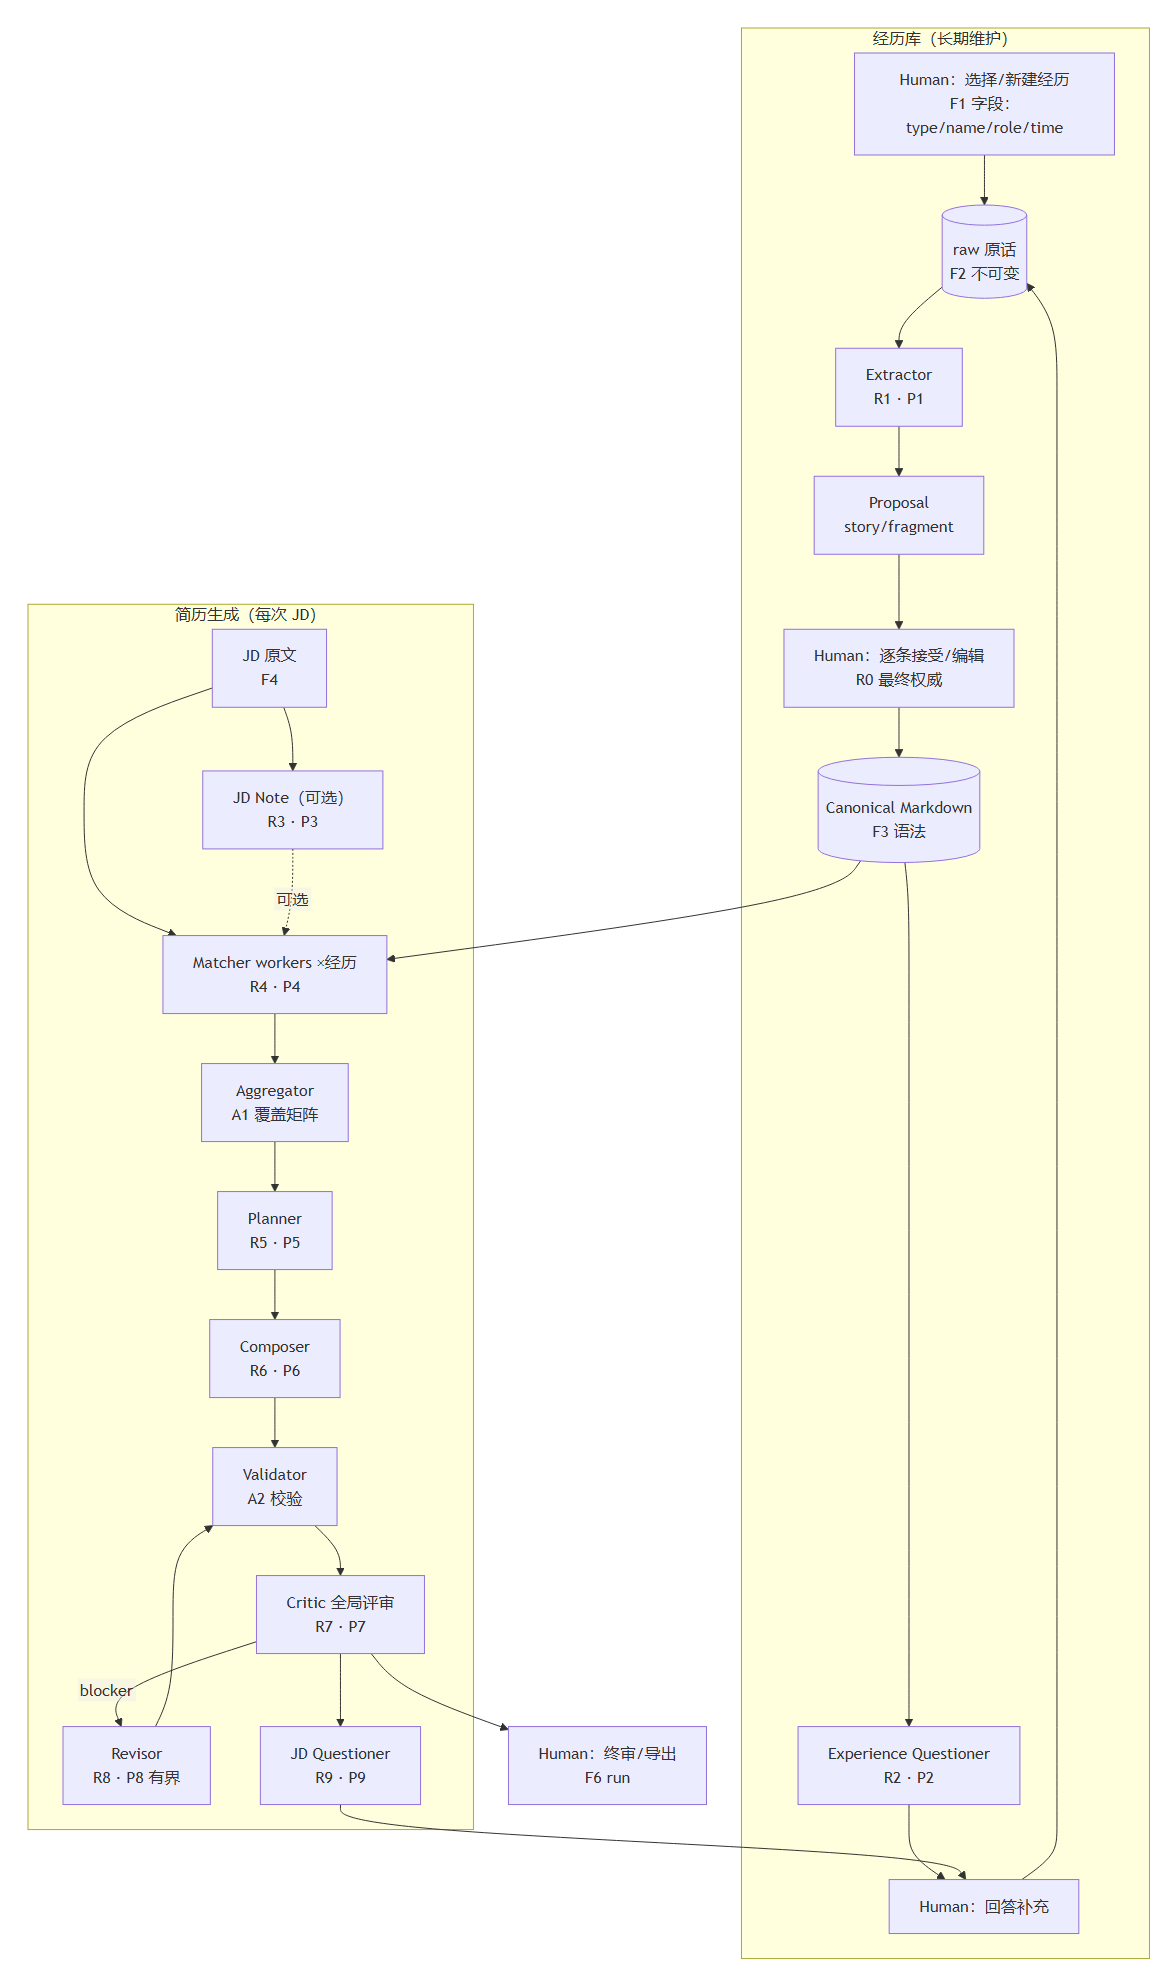 经历库（长期维护）
Human：选择/新建经历
F1 字段：
type/name/role/time
raw 原话
F2 不可变
Extractor
R1 · P1
Proposal
story/fragment
Human：逐条接受/编辑
R0 最终权威
Canonical Markdown
F3 语法
Experience Questioner
R2 · P2
Human：回答补充
简历生成（每次 JD）
JD 原文
F4
JD Note（可选）
R3 · P3
可选
Matcher workers ×经历
R4 · P4
Aggregator
A1 覆盖矩阵
Planner
R5 · P5
Composer
R6 · P6
Validator
A2 校验
Critic 全局评审
R7 · P7
blocker
Revisor
R8 · P8 有界
JD Questioner
R9 · P9
Human：终审/导出
F6 run